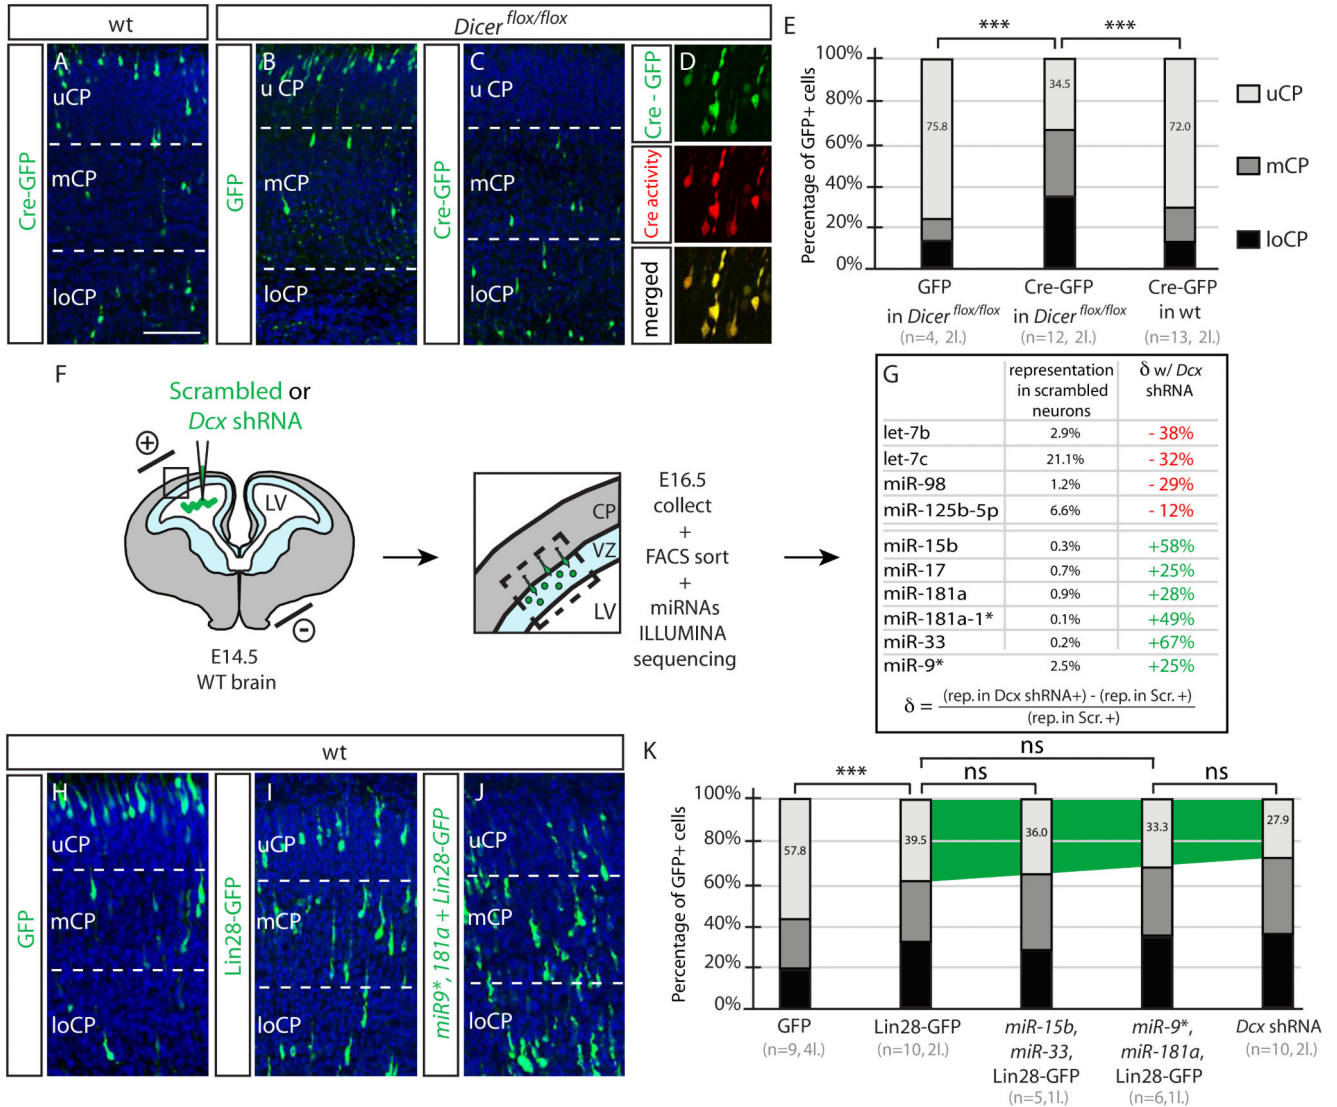 wt
Dicer flox/flox
Cre-GFP
A
uCP
mCP
loCP
GFP
B
u CP
mCP
loCP
Cre-GFP
C
u CP
mCP
loCP
Cre - GFP
Cre activity
merged
D
E
*** ***
Percentage of GFP+ cells
100%
80%
60%
40%
20%
0%
75.8
34.5
72.0
uCP
mCP
loCP
GFP
in Dicer flox/flox
(n=4, 2l.)
Cre-GFP
in Dicer flox/flox
(n=12, 2l.)
Cre-GFP
in wt
(n=13, 2l.)
F
Scrambled or
Dcx shRNA
+
LV
-
E14.5
WT brain
CP
VZ
LV
E16.5
collect
+
FACS sort
+
miRNAs
ILLUMINA
sequencing
G
representation
in scrambled
neurons
δ w/ Dcx
shRNA
let-7b 2.9% - 38%
let-7c 21.1% - 32%
miR-98 1.2% - 29%
miR-125b-5p 6.6% - 12%
miR-15b 0.3% +58%
miR-17 0.7% +25%
miR-181a 0.9% +28%
miR-181a-1* 0.1% +49%
miR-33 0.2% +67%
miR-9* 2.5% +25%
δ = (rep. in Dcx shRNA+) - (rep. in Scr. +)
(rep. in Scr. +)
wt
GFP
H
uCP
mCP
loCP
Lin28-GFP
I
uCP
mCP
loCP
miR9*, 181a + Lin28-GFP
J
uCP
mCP
loCP
K
ns
*** ns ns
Percentage of GFP+ cells
100%
80%
60%
40%
20%
0%
57.8
39.5
36.0
33.3
27.9
GFP
(n=9, 4l.)
Lin28-GFP
(n=10, 2l.)
miR-15b,
miR-33,
Lin28-GFP
(n=5,1l.)
miR-9*,
miR-181a,
Lin28-GFP
(n=6,1l.)
Dcx shRNA
(n=10, 2l.)